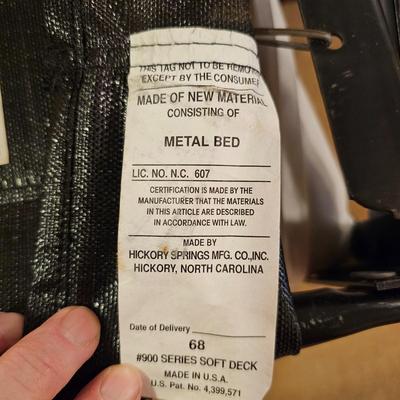 THIS TAG NOT TO BE REMO
EXCEPT BY THE CONSUMER
MADE OF NEW MATERIAL
CONSISTING OF
METAL BED
LIC. NO. N.C. 607
CERTIFICATION IS MADE BY THE
MANUFACTURER THAT THE MATERIALS
IN THIS ARTICLE ARE DESCRIBED
IN ACCORDANCE WITH LAW.
MADE BY
HICKORY SPRINGS MFG. CO.,INC.
HICKORY, NORTH CAROLINA
Date of Delivery
68
#900 SERIES SOFT DECK
MADE IN U.S.A.
U.S. Pat. No. 4,399,571